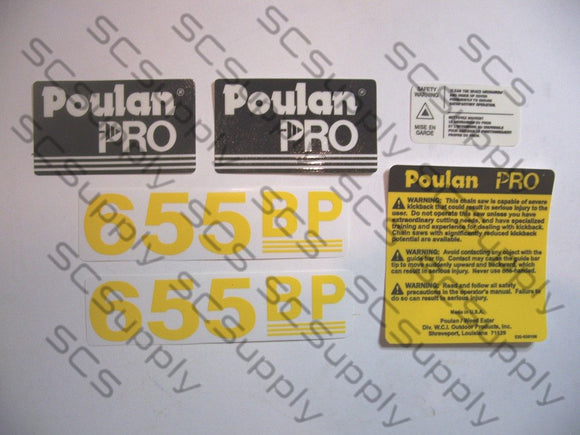 Poulan®
PRO
Poulan®
PRO
SAFETY
WARNING
MISE EN
GARDE
655 BP
655 BP
Poulan PRO
WARNING: This chain saw is capable of severe
kickback that could result in serious injury to the
user. Do not operate this saw unless you have
extraordinary cutting needs, and have specialized
training and experience for dealing with kickback.
Chain saws with significantly reduced kickback
potential are available.
WARNING: Avoid contacting any object with the
guide bar tip. Contact may cause the guide bar
tip to move suddenly upward and backward, which
can result in serious injury. Never use one-handed.
WARNING: Read and follow all safety
precautions in the operator's manual. Failure to
do so can result in serious injury.
Made in U.S.A.
Poulan / Weed Eater
Div. W.C.I. Outdoor Products, Inc.
Shreveport, Louisiana 71139
SCS Supply